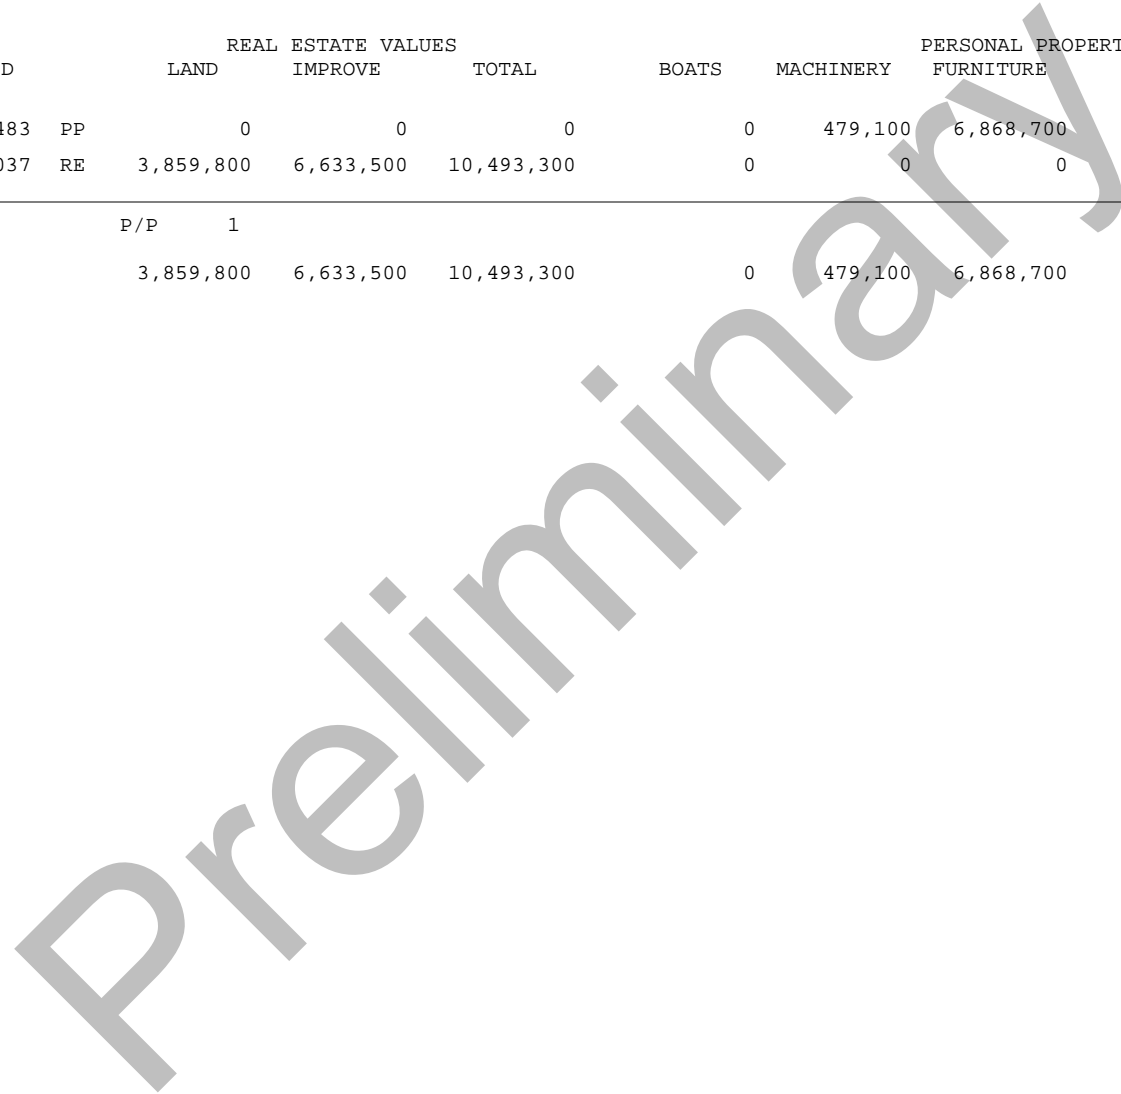 REAL ESTATE VALUES PERSONAL PROPERT
D LAND IMPROVE TOTAL BOATS MACHINERY FURNITURE
483 PP 0 0 0 0 479,100 6,868,700
037 RE 3,859,800 6,633,500 10,493,300 0 0 0
P/P 1
3,859,800 6,633,500 10,493,300 0 479,100 6,868,700
Preliminary